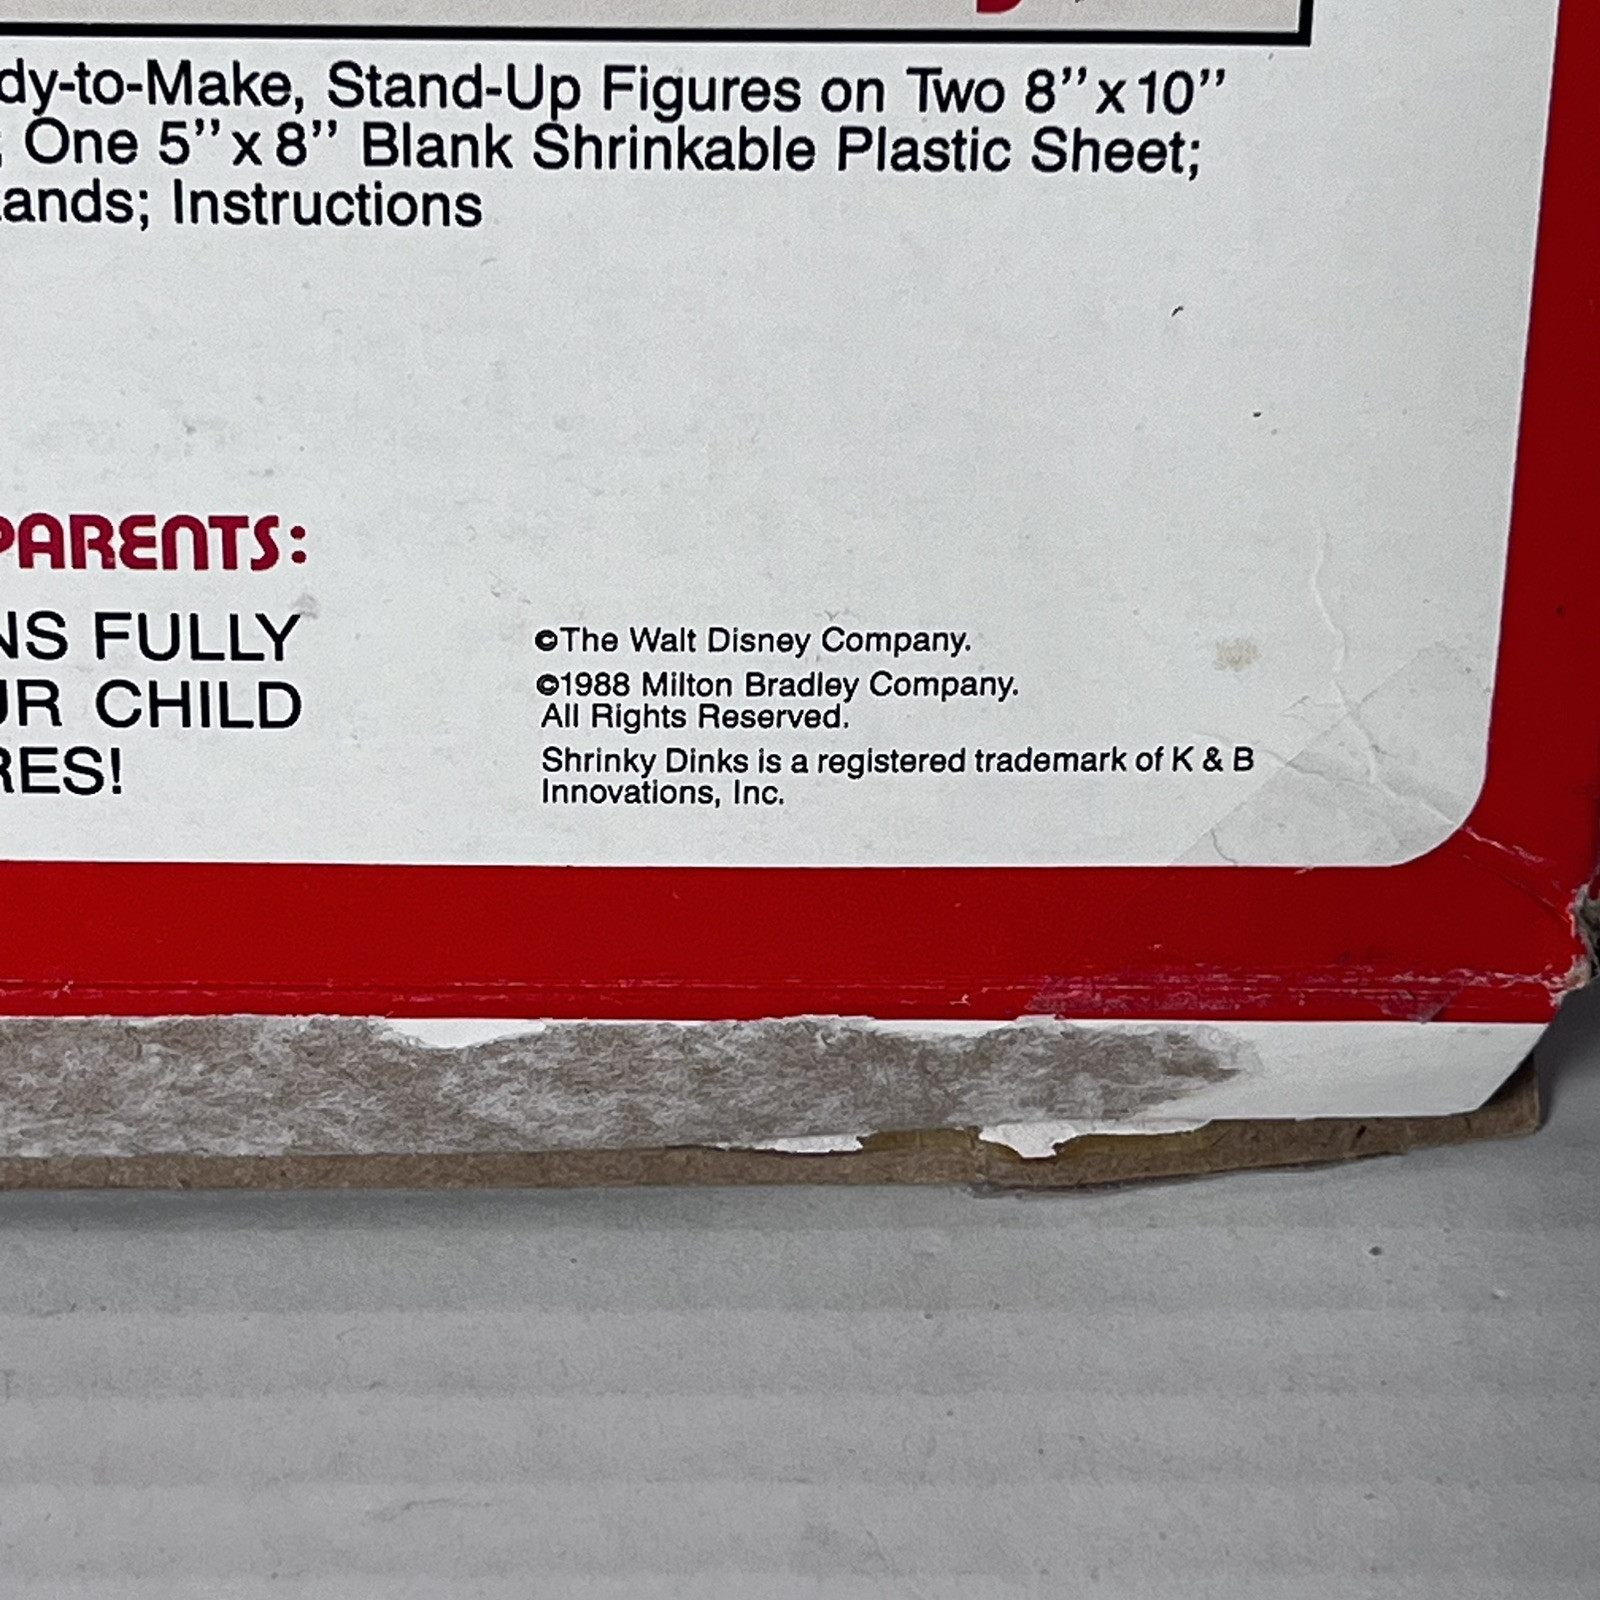 dy-to-Make, Stand-Up Figures on Two 8’’x10’’
; One 5’’x8’’ Blank Shrinkable Plastic Sheet;
ands; Instructions
PARENTS:
NS FULLY
UR CHILD
RES!
©The Walt Disney Company.
©1988 Milton Bradley Company.
All Rights Reserved.
Shrinky Dinks is a registered trademark of K & B
Innovations, Inc.